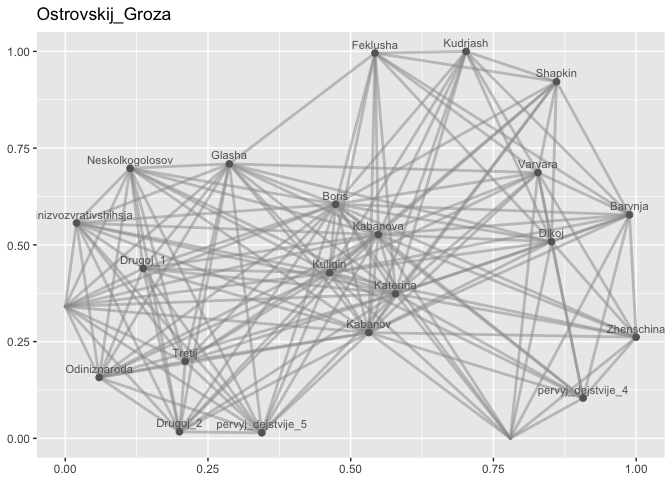 Ostrovskij_Groza
1.00
0.75
0.50
0.25
0.00
Feklusha
Kudrjash
Shapkin
Neskolkogolosov
Glasha
Varvara
Boris
Barynja
inizvozvrativshihsja
Kabanova
Dikoj
Drugoj_1
Kuligin
Katerina
Kabanov
Zhenschina
Tretij
Odiniznaroda
pervyj_dejstvije_4
Drugoj_2
pervyj_dejstvije_5
0.00
0.25
0.50
0.75
1.00